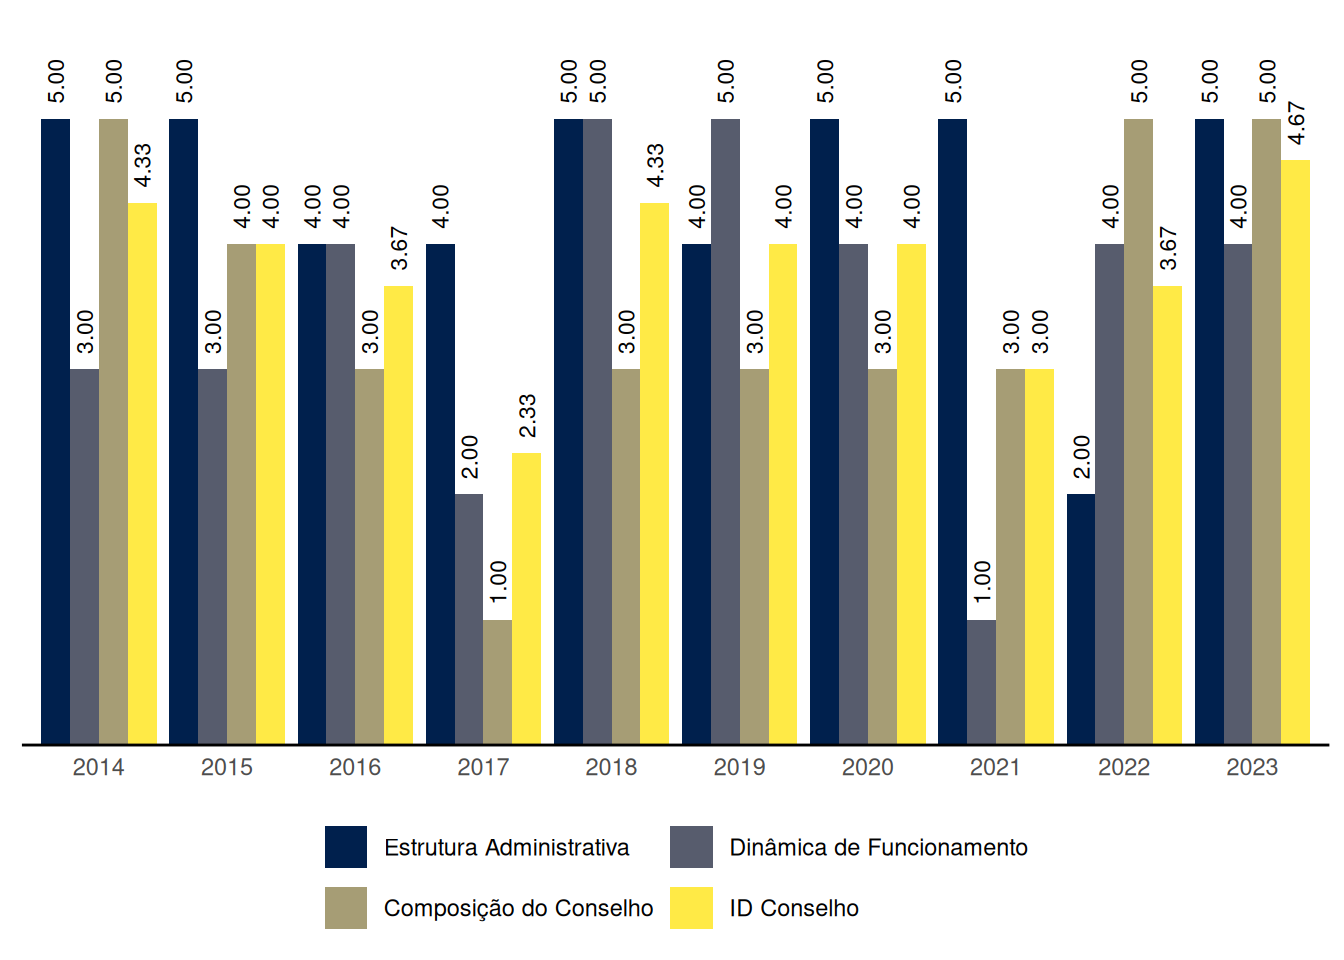 5.00 3.00 5.00 4.33
5.00 3.00 4.00 4.00
4.00 4.00 3.00 3.67
4.00 2.00 1.00 2.33
5.00 5.00 3.00 4.33
4.00 5.00 3.00 4.00
5.00 4.00 3.00 4.00
5.00 1.00 3.00 3.00
2.00 4.00 5.00 3.67
5.00 4.00 5.00 4.67
2014 2015 2016 2017 2018 2019 2020 2021 2022 2023
Estrutura Administrativa Dinâmica de Funcionamento
Composição do Conselho ID Conselho